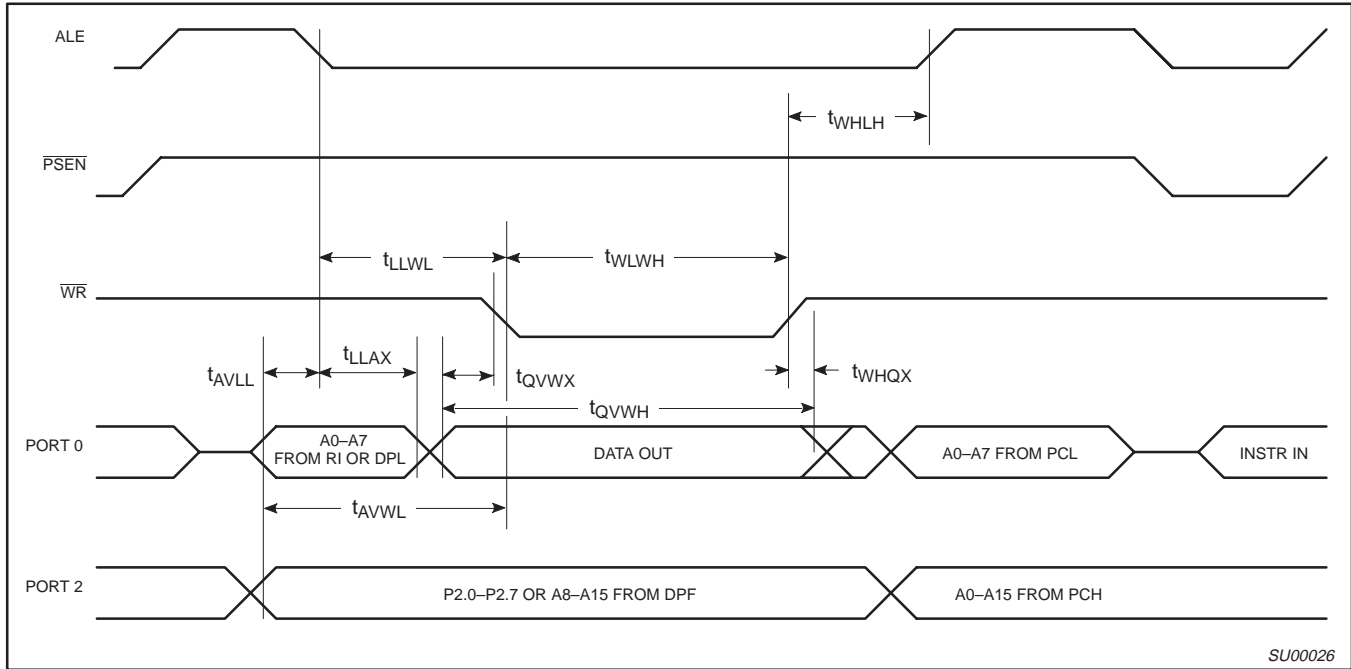 ALE
tWHLH
PSEN
tLLWL
tWLWH
WR
tAVLL
tLLAX
tQVWX
tWHQX
tQVWH
PORT 0
A0–A7
FROM RI OR DPL
DATA OUT
A0–A7 FROM PCL
INSTR IN
tAVWL
PORT 2
P2.0–P2.7 OR A8–A15 FROM DPF
A0–A15 FROM PCH
SU00026